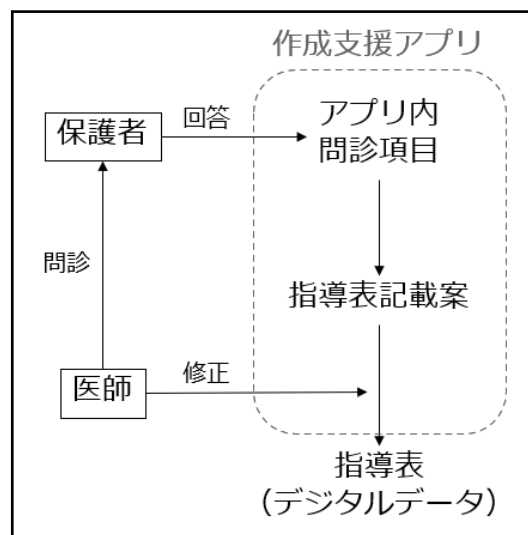 作成支援アプリ
アプリ内
問診項目
保護者
回答
問診
指導表記載案
医師
修正
指導表
（デジタルデータ）